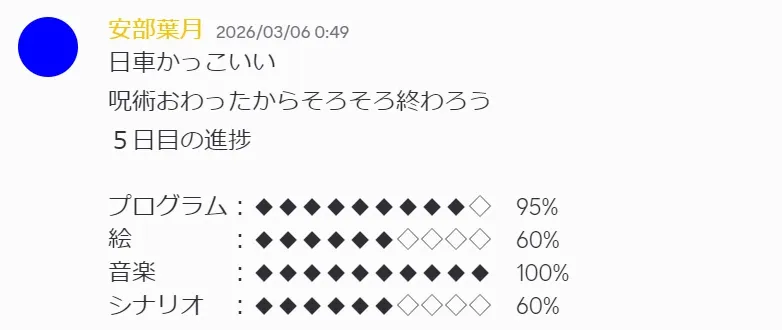 安部葉月 2026/03/06 0:49
日車かっこいい
呪術おわったからそろそろ終わろう
５日目の進捗
プログラム：◆◆◆◆◆◆◆◆◆◇　95%
絵　　　　：◆◆◆◆◆◆◇◇◇◇　60%
音楽　　　：◆◆◆◆◆◆◆◆◆◆　100%
シナリオ　：◆◆◆◆◆◆◇◇◇◇　60%